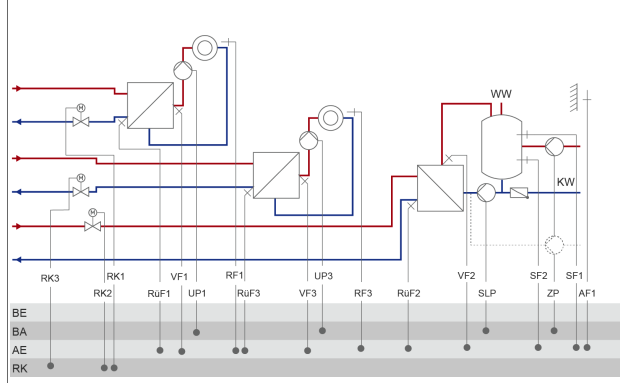 M
M
M
WW
KW
RK3
RK1
VF1
RF1
UP3
VF2
SF2
SF1
RK2
RüF1
UP1
RüF3
VF3
RF3
RüF2
SLP
ZP
AF1
BE
BA
AE
RK